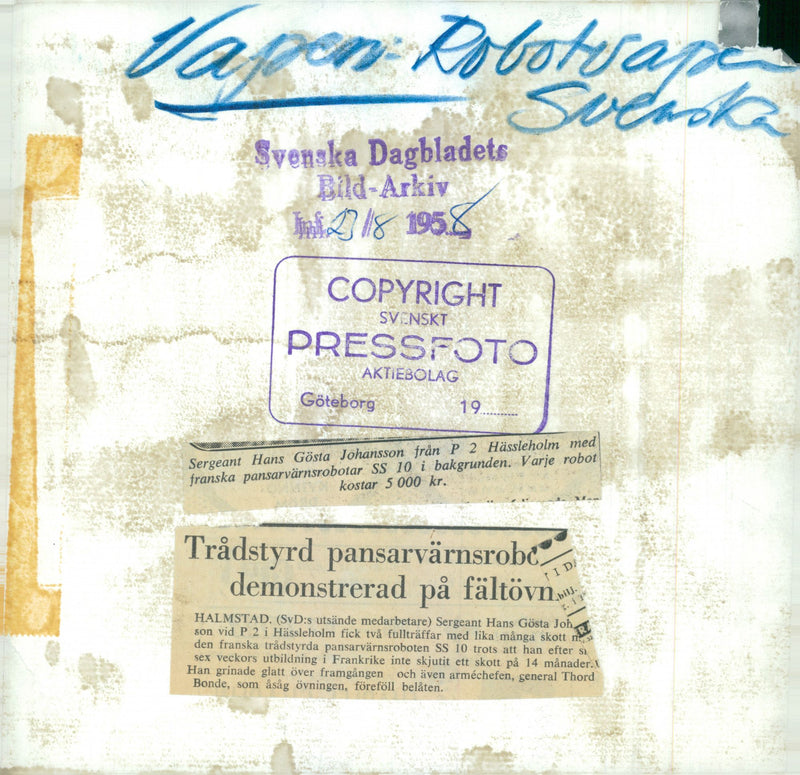 Vapen: Robotvapen
Svenska
Svenska Dagbladets
Bild-Arkiv
Inf. 23/8 1958
COPYRIGHT
SVENSKT
PRESSFOTO
AKTIEBOLAG
Göteborg 19
Sergeant Hans Gösta Johansson från P 2 Hässleholm med
franska pansarvärnsrobotar SS 10 i bakgrunden. Varje robot
kostar 5 000 kr.
Trådstyrd pansarvärnsrobo
demonstrerad på fältövn
HALMSTAD. (SvD:s utsände medarbetare) Sergeant Hans Gösta Joh
son vid P 2 i Hässleholm fick två fullträffar med lika många skott m
den franska trådstyrda pansarvärnsroboten SS 10 trots att han efter si
sex veckors utbildning i Frankrike inte skjutit ett skott på 14 månader.
Han grinade glatt över framgången och även arméchefen, general Thord
Bonde, som åsåg övningen, föreföll belåten.